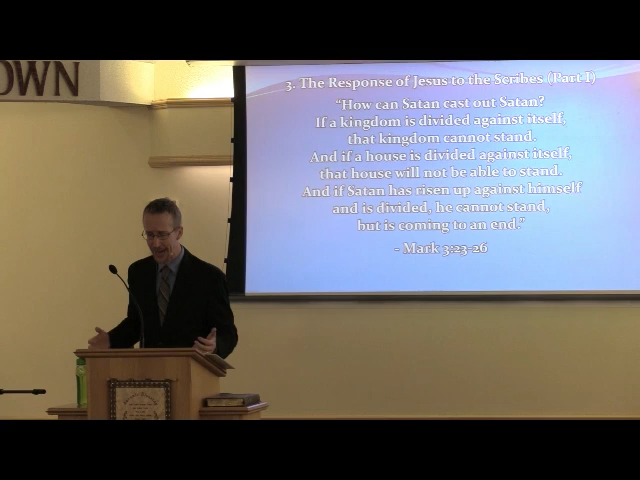 OWN
3. The Response of Jesus to the Scribes (Part I)
“How can Satan cast out Satan?
If a kingdom is divided against itself,
that kingdom cannot stand.
And if a house is divided against itself,
that house will not be able to stand.
And if Satan has risen up against himself
and is divided, he cannot stand,
but is coming to an end.”
- Mark 3:23-26